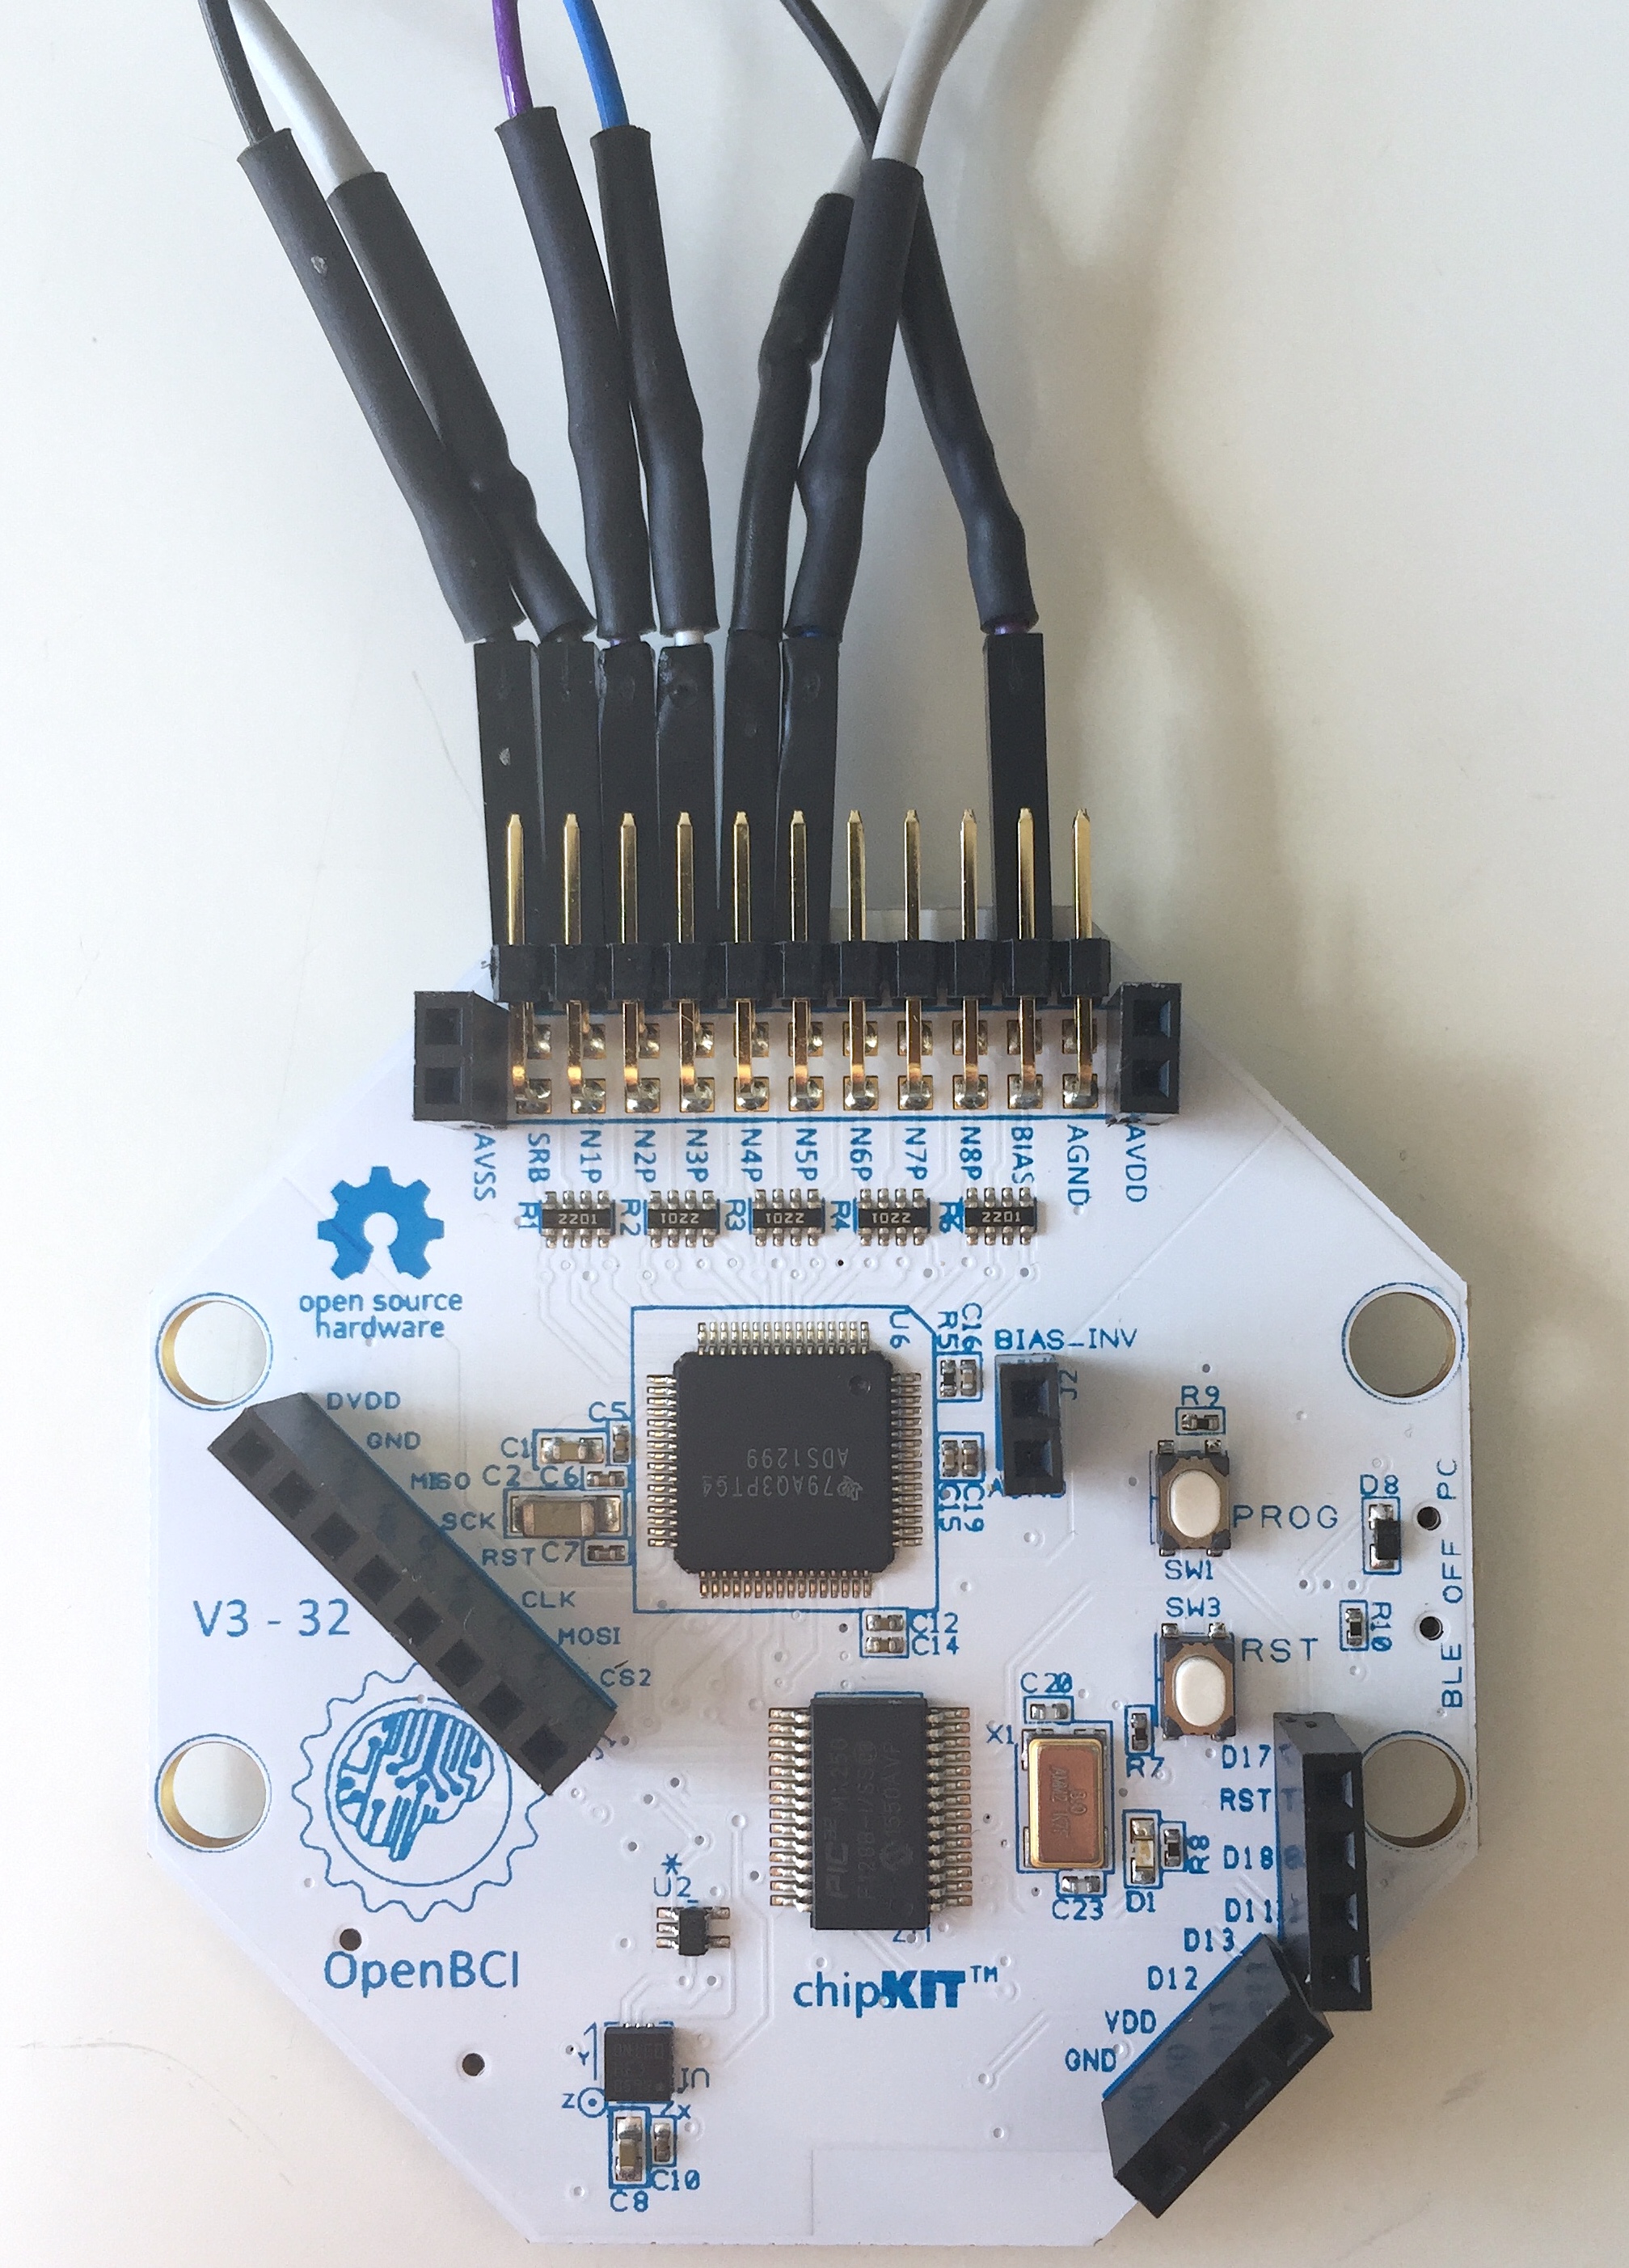 AVSS
SRB
N1P
N2P
N3P
N4P
N5P
N6P
N7P
N8P
BIAS
AGND
AVDD
R1
2201
R2
2201
R3
2201
R4
2201
2201
open source
hardware
U6
R5
C16
BIAS_INV
J2
DVDD
GND
MISO
SCK
RST
CLK
MOSI
CS2
C5
C1
C2
C6
C7
79AQ3PTG4
ADS1299
C15
C19
R9
PROG
SW1
SW3
RST
D8
PC
OFF
BLE
R10
V3 - 32
C12
C14
C20
X1
R7
R8
D1
C23
D17
RST
D18
D11
D13
D12
VDD
GND
U2
OpenBCI
chipKIT™
Y
Z
X
U1
C10
C8